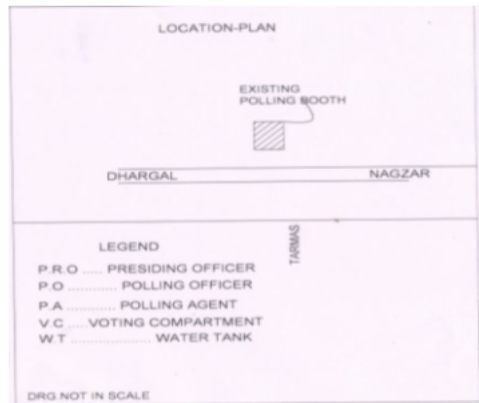 LOCATION-PLAN
EXISTING
POLLING BOOTH
DHARGAL NAGZAR
TARMAS
LEGEND
P.R.O ..... PRESIDING OFFICER
P.O ............ POLLING OFFICER
P.A ............ POLLING AGENT
V.C .....VOTING COMPARTMENT
W.T .................... WATER TANK
DRG.NOT IN SCALE